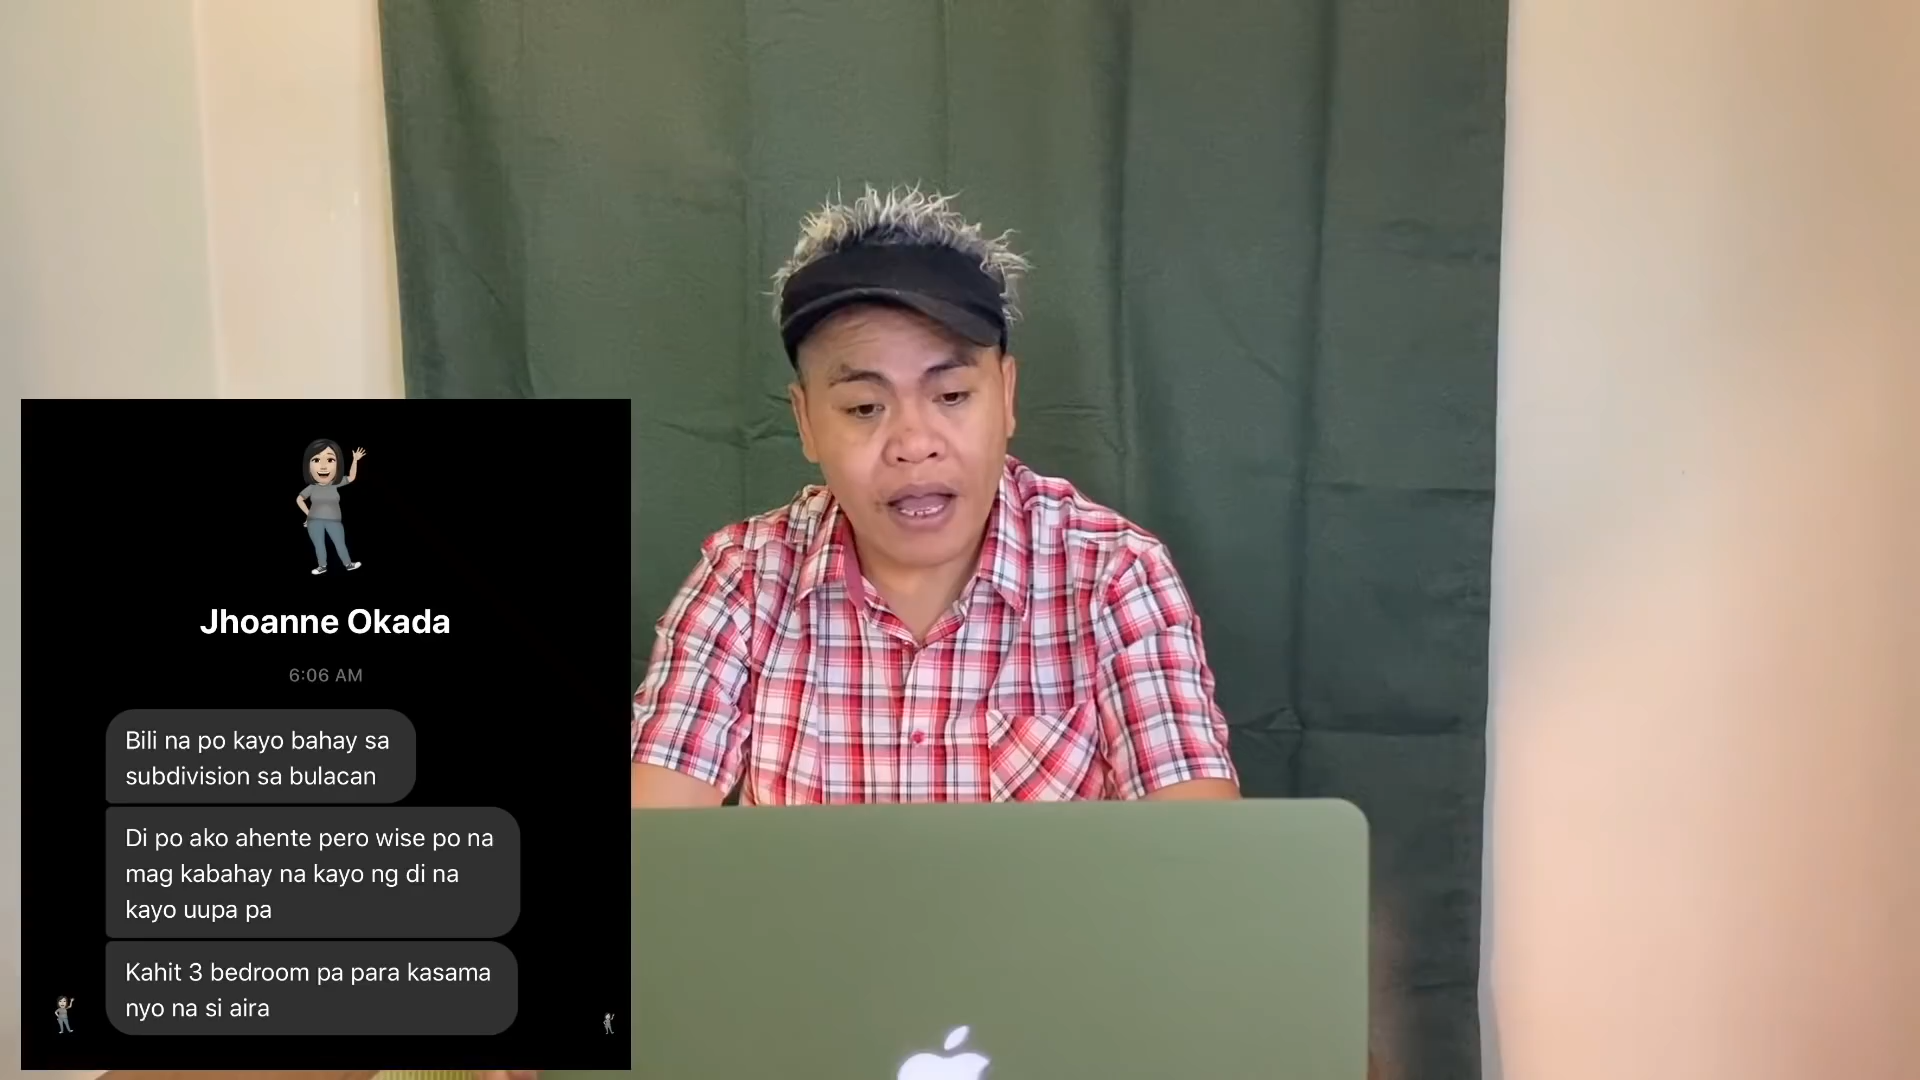 Jhoanne Okada
6:06 AM
Bili na po kayo bahay sa
subdivision sa bulacan
Di po ako ahente pero wise po na
mag kabahay na kayo ng di na
kayo uupa pa
Kahit 3 bedroom pa para kasama
nyo na si aira